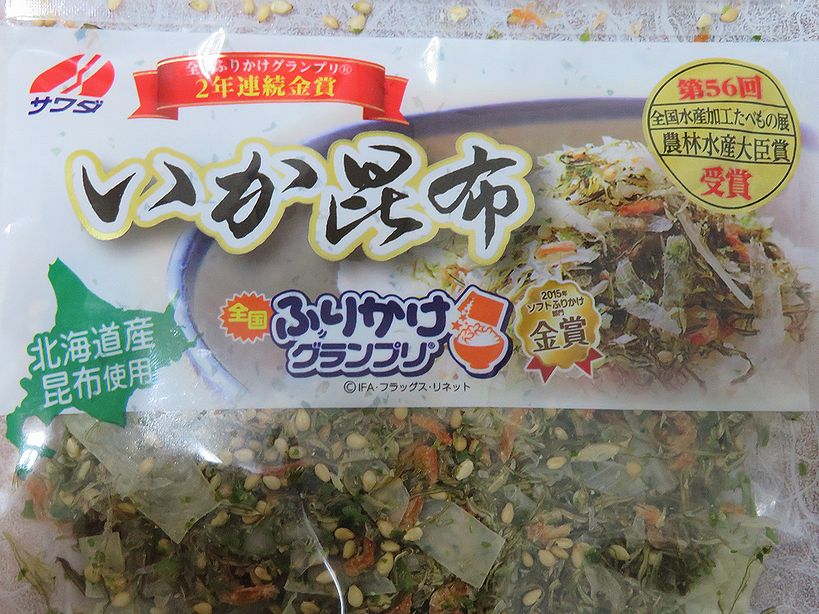 サワダ
全国ふりかけグランプリ®
2年連続金賞
いか昆布
第56回
全国水産加工たべもの展
農林水産大臣賞
受賞
北海道産
昆布使用
全国
ふりかけ
グランプリ®
©IFA・フラッグス・リネット
2015年
ソフトふりかけ
部門
金賞